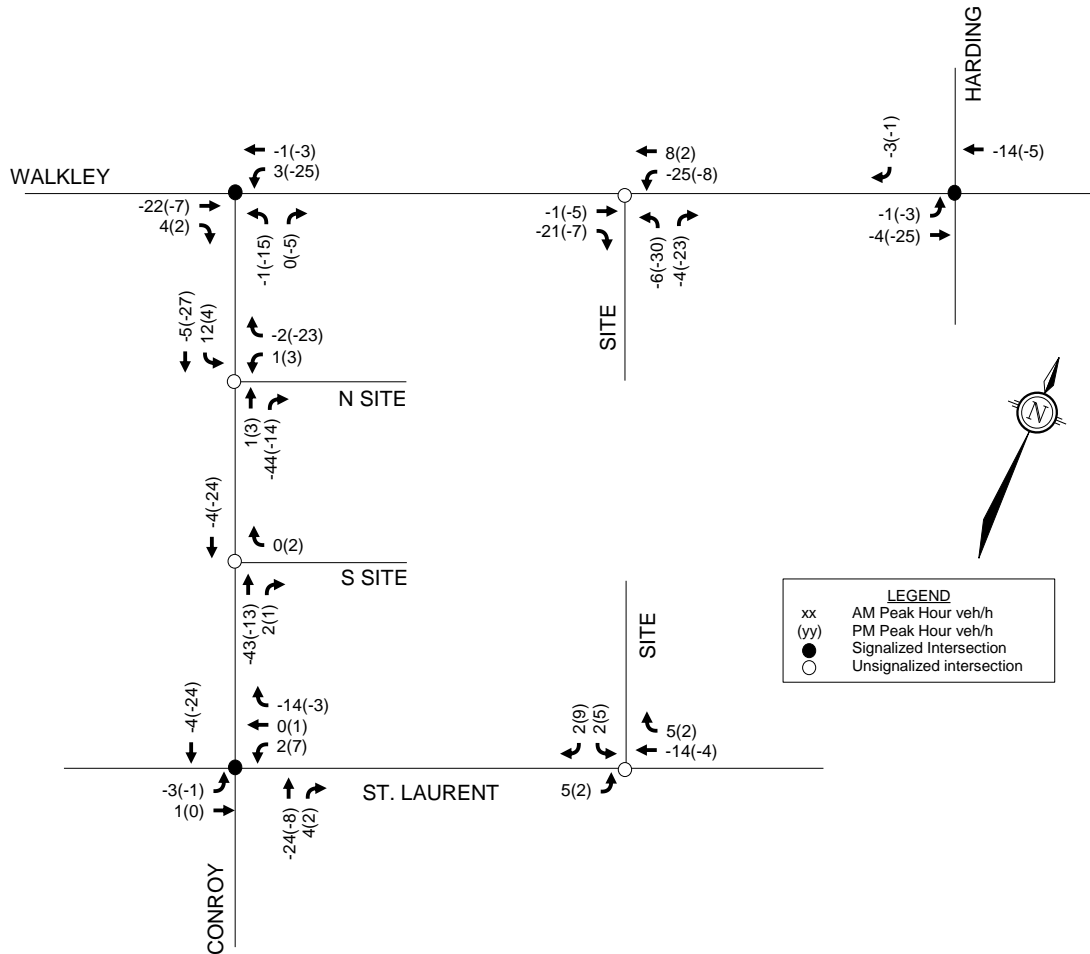 HARDING
-3(-1)
-1(-3)
3(-25)
8(2)
-25(-8)
-14(-5)
WALKLEY
-22(-7)
4(2)
-1(-15)
0(-5)
-1(-5)
-21(-7)
-6(-30)
-4(-23)
-1(-3)
-4(-25)
SITE
-5(-27)
12(4)
-2(-23)
1(3)
N SITE
1(3)
-44(-14)
N
-4(-24)
0(2)
S SITE
-43(-13)
2(1)
SITE
LEGEND
xx AM Peak Hour veh/h
(yy) PM Peak Hour veh/h
Signalized Intersection
Unsignalized intersection
-4(-24)
-14(-3)
0(1)
2(7)
2(9)
2(5)
5(2)
-14(-4)
-3(-1)
1(0)
-24(-8)
4(2)
ST. LAURENT
5(2)
CONROY